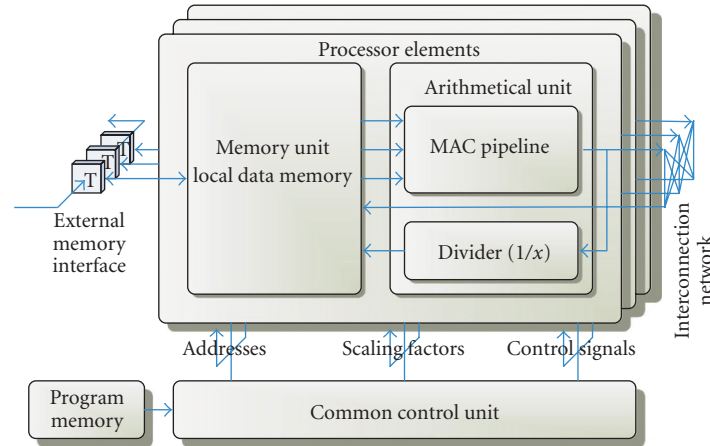 Processor elements
Arithmetical unit
Memory unit
local data memory
MAC pipeline
Divider (1/x)
T
T
T
External
memory
interface
Interconnection
network
Addresses
Scaling factors
Control signals
Program
memory
Common control unit